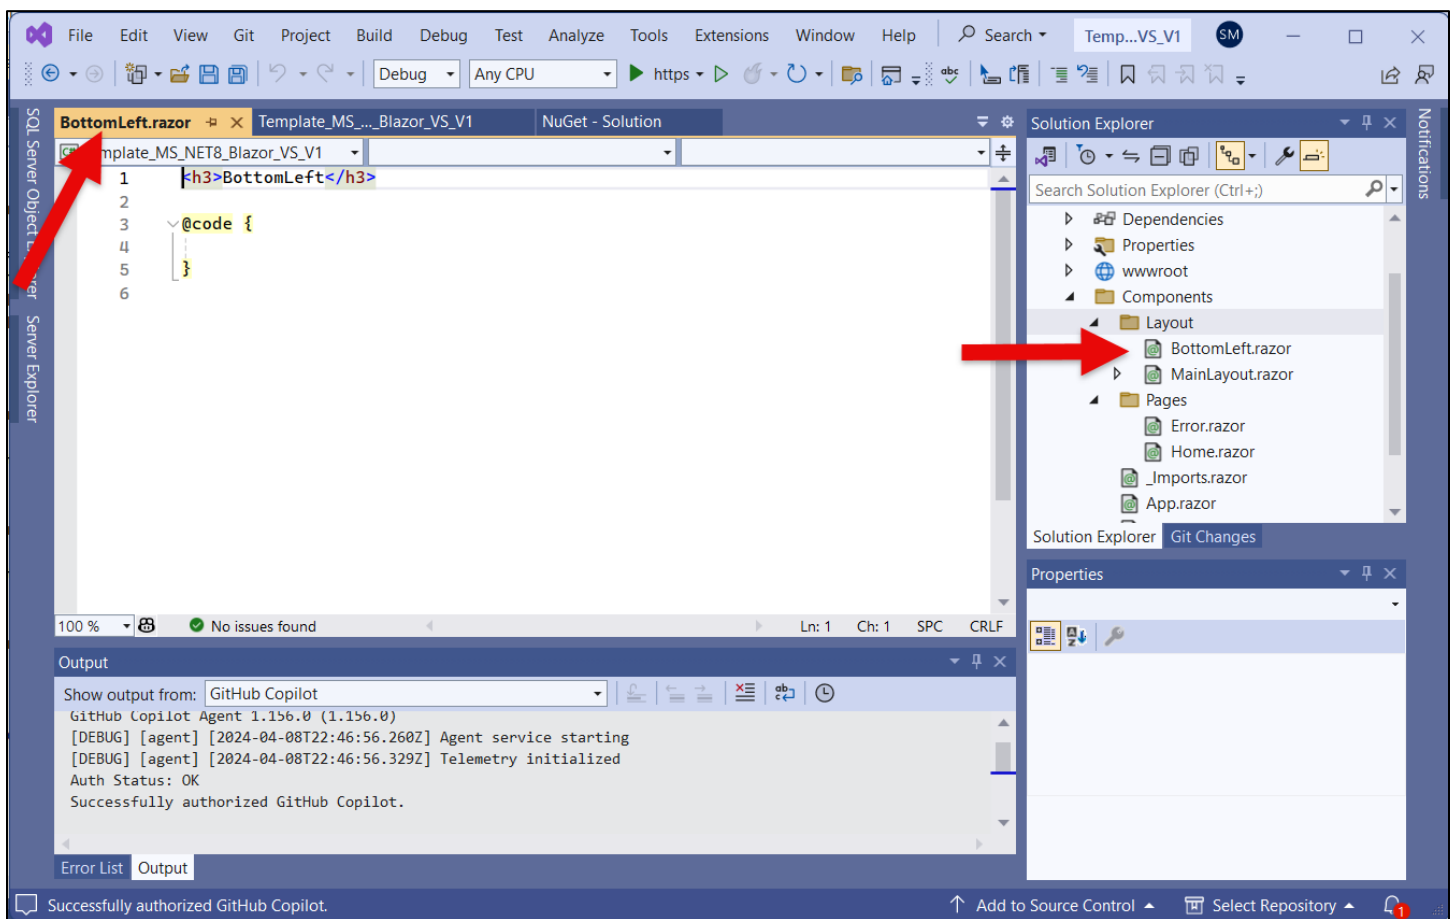 File Edit View Git Project Build Debug Test Analyze Tools Extensions Window Help Search Temp...VS_V1 SM
Debug Any CPU https
SQL Server Object Explorer
Server Explorer
BottomLeft.razor Template_MS_..._Blazor_VS_V1 NuGet - Solution
mplate_MS_NET8_Blazor_VS_V1
1 <h3>BottomLeft</h3>
2
3 @code {
4
5 }
6
100 % No issues found Ln: 1 Ch: 1 SPC CRLF
Output
Show output from: GitHub Copilot
GitHub Copilot Agent 1.156.0 (1.156.0)
[DEBUG] [agent] [2024-04-08T22:46:56.260Z] Agent service starting
[DEBUG] [agent] [2024-04-08T22:46:56.329Z] Telemetry initialized
Auth Status: OK
Successfully authorized GitHub Copilot.
Error List Output
Solution Explorer
Search Solution Explorer (Ctrl+;)
Dependencies
Properties
wwwroot
Components
Layout
BottomLeft.razor
MainLayout.razor
Pages
Error.razor
Home.razor
_Imports.razor
App.razor
Solution Explorer Git Changes
Properties
Notifications
Successfully authorized GitHub Copilot. Add to Source Control Select Repository 1